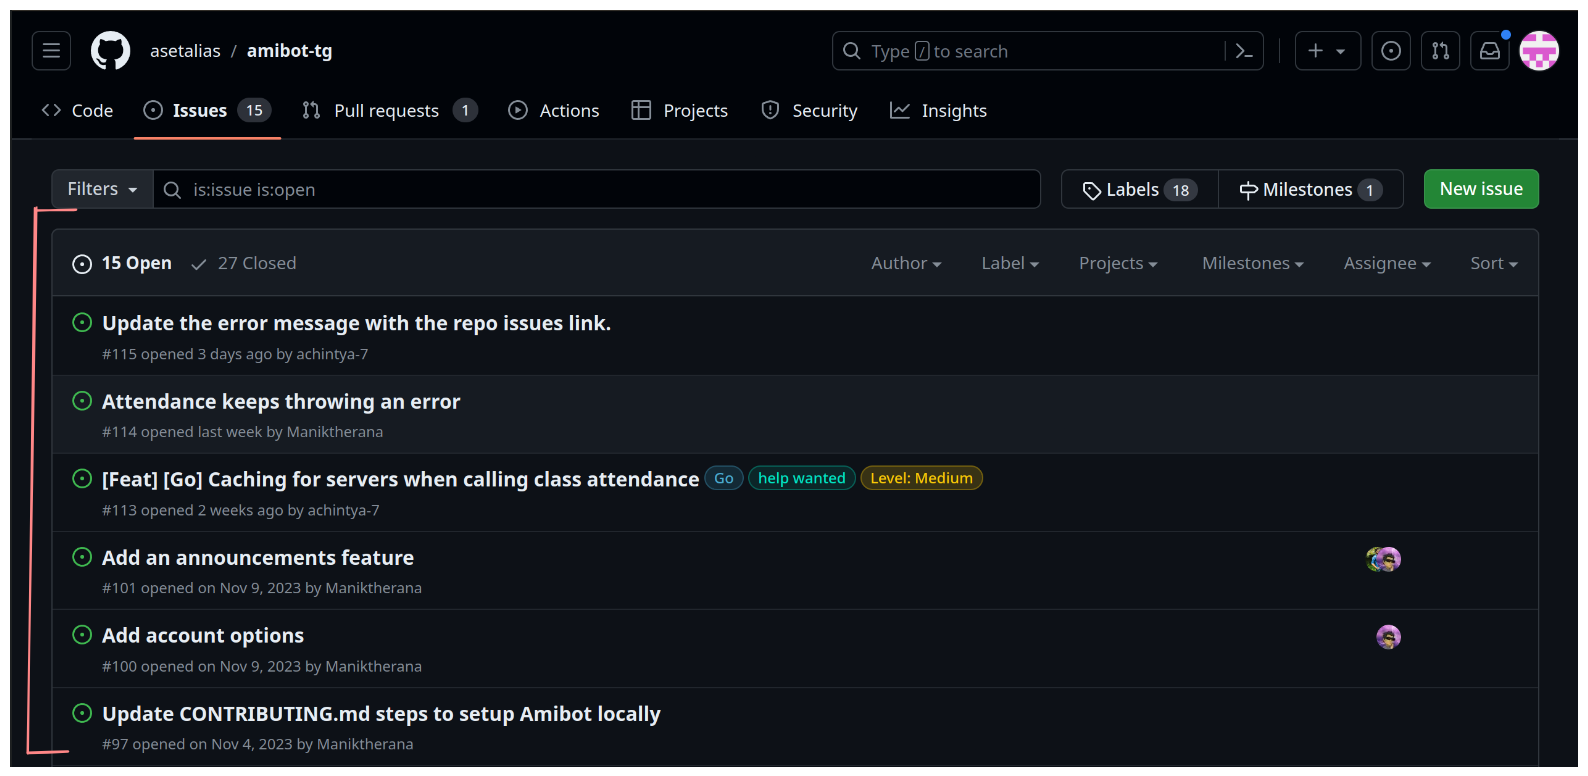 asetalias / amibot-tg
Type / to search
Code
Issues 15
Pull requests 1
Actions
Projects
Security
Insights
Filters
is:issue is:open
Labels 18
Milestones 1
New issue
15 Open
27 Closed
Author
Label
Projects
Milestones
Assignee
Sort
Update the error message with the repo issues link.
#115 opened 3 days ago by achintya-7
Attendance keeps throwing an error
#114 opened last week by Maniktherana
[Feat] [Go] Caching for servers when calling class attendance Go help wanted Level: Medium
#113 opened 2 weeks ago by achintya-7
Add an announcements feature
#101 opened on Nov 9, 2023 by Maniktherana
Add account options
#100 opened on Nov 9, 2023 by Maniktherana
Update CONTRIBUTING.md steps to setup Amibot locally
#97 opened on Nov 4, 2023 by Maniktherana